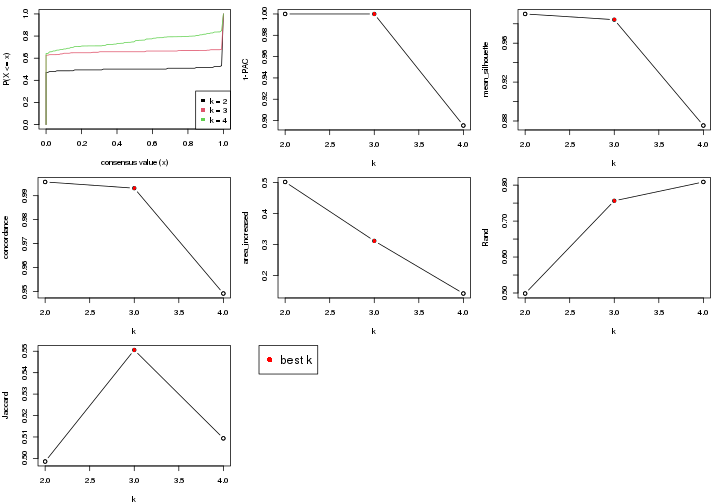 P(X <= x)
1.0
0.8
0.6
0.4
0.2
0.0
k = 2
k = 3
k = 4
0.0 0.2 0.4 0.6 0.8 1.0
consensus value (x)
1-PAC
1.00
0.98
0.96
0.94
0.92
0.90
2.0 2.5 3.0 3.5 4.0
k
mean_silhouette
0.96
0.92
0.88
2.0 2.5 3.0 3.5 4.0
k
concordance
0.99
0.98
0.97
0.96
0.95
2.0 2.5 3.0 3.5 4.0
k
area_increased
0.5
0.4
0.3
0.2
2.0 2.5 3.0 3.5 4.0
k
Rand
0.80
0.70
0.60
0.50
2.0 2.5 3.0 3.5 4.0
k
Jaccard
0.55
0.54
0.53
0.52
0.51
0.50
2.0 2.5 3.0 3.5 4.0
k
best k